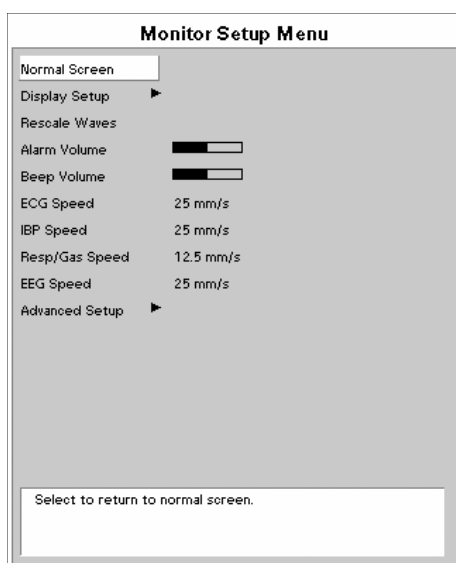 Monitor Setup Menu
Normal Screen
Display Setup
Rescale Waves
Alarm Volume
Beep Volume
ECG Speed 25 mm/s
IBP Speed 25 mm/s
Resp/Gas Speed 12.5 mm/s
EEG Speed 25 mm/s
Advanced Setup
Select to return to normal screen.